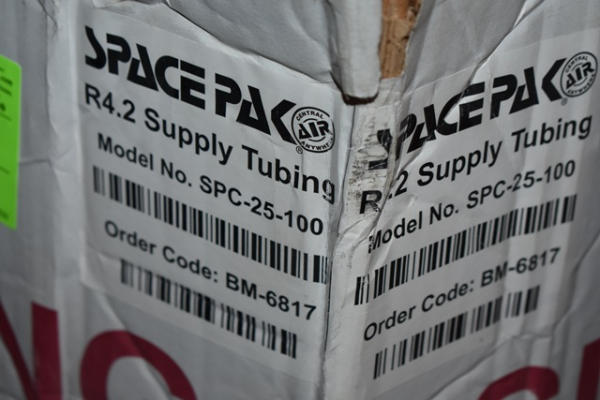 SPACE PAK
CENTRAL
AIR
ANYWHERE
®
R4.2 Supply Tubing
Model No. SPC-25-100
Order Code: BM-6817
SPACE PAK
CENTRAL
AIR
ANYWHERE
®
R4.2 Supply Tubing
Model No. SPC-25-100
Order Code: BM-6817